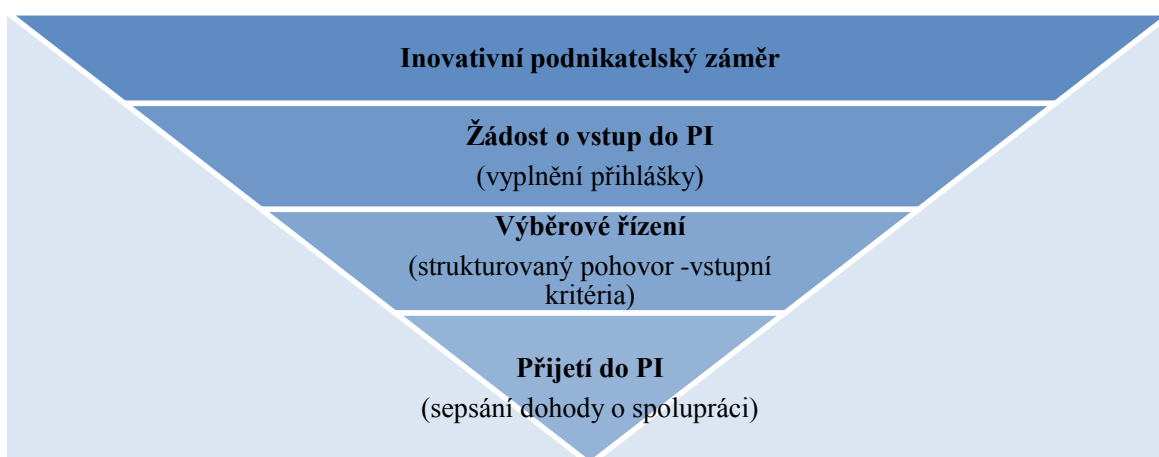 Inovativní podnikatelský záměr
Žádost o vstup do PI
(vyplnění přihlášky)
Výběrové řízení
(strukturovaný pohovor -vstupní
kritéria)
Přijetí do PI
(sepsání dohody o spolupráci)